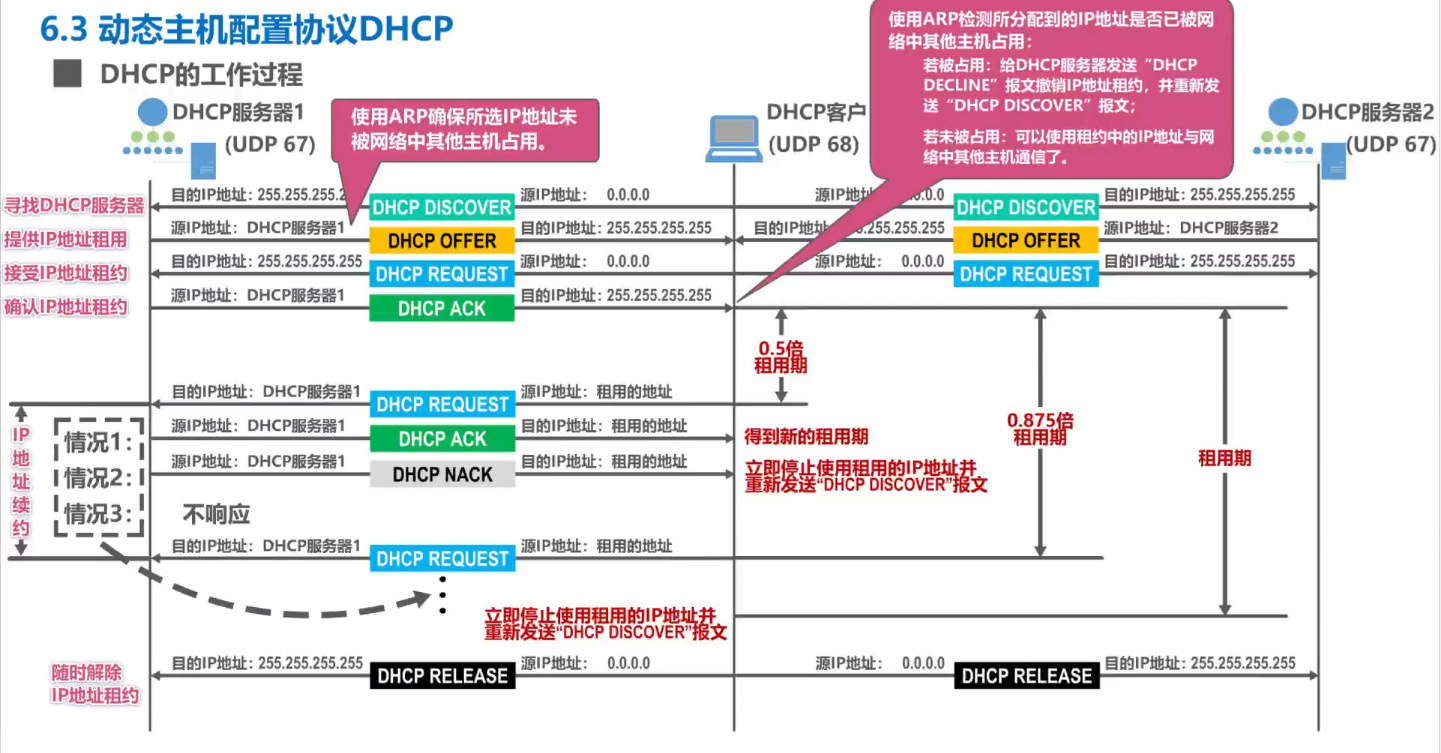 6.3 动态主机配置协议DHCP
DHCP的工作过程
DHCP服务器1
(UDP 67)
使用ARP确保所选IP地址未
被网络中其他主机占用。
DHCP客户
(UDP 68)
使用ARP检测所分配到的IP地址是否已被网
络中其他主机占用：
若被占用：给DHCP服务器发送“DHCP
DECLINE”报文撤销IP地址租约，并重新发
送“DHCP DISCOVER”报文；
若未被占用：可以使用租约中的IP地址与网
络中其他主机通信了。
DHCP服务器2
(UDP 67)
寻找DHCP服务器
目的IP地址：255.255.255.2
DHCP DISCOVER
源IP地址： 0.0.0.0
源IP地址： 0.0.0
DHCP DISCOVER
目的IP地址：255.255.255.255
提供IP地址租用
源IP地址：DHCP服务器1
DHCP OFFER
目的IP地址：255.255.255.255
目的IP地址：255.255.255.255
DHCP OFFER
源IP地址：DHCP服务器2
接受IP地址租约
目的IP地址：255.255.255.255
DHCP REQUEST
源IP地址： 0.0.0.0
源IP地址： 0.0.0.0
DHCP REQUEST
目的IP地址：255.255.255.255
确认IP地址租约
源IP地址：DHCP服务器1
DHCP ACK
目的IP地址：255.255.255.255
0.5倍
租用期
目的IP地址：DHCP服务器1
DHCP REQUEST
源IP地址：租用的地址
0.875倍
租用期
租用期
IP
地
址
续
约
情况1：
源IP地址：DHCP服务器1
DHCP ACK
目的IP地址：租用的地址
得到新的租用期
情况2：
源IP地址：DHCP服务器1
DHCP NACK
目的IP地址：租用的地址
立即停止使用租用的IP地址并
重新发送“DHCP DISCOVER”报文
情况3：
不响应
目的IP地址：DHCP服务器1
DHCP REQUEST
源IP地址：租用的地址
立即停止使用租用的IP地址并
重新发送“DHCP DISCOVER”报文
随时解除
IP地址租约
目的IP地址：255.255.255.255
DHCP RELEASE
源IP地址： 0.0.0.0
源IP地址： 0.0.0.0
DHCP RELEASE
目的IP地址：255.255.255.255